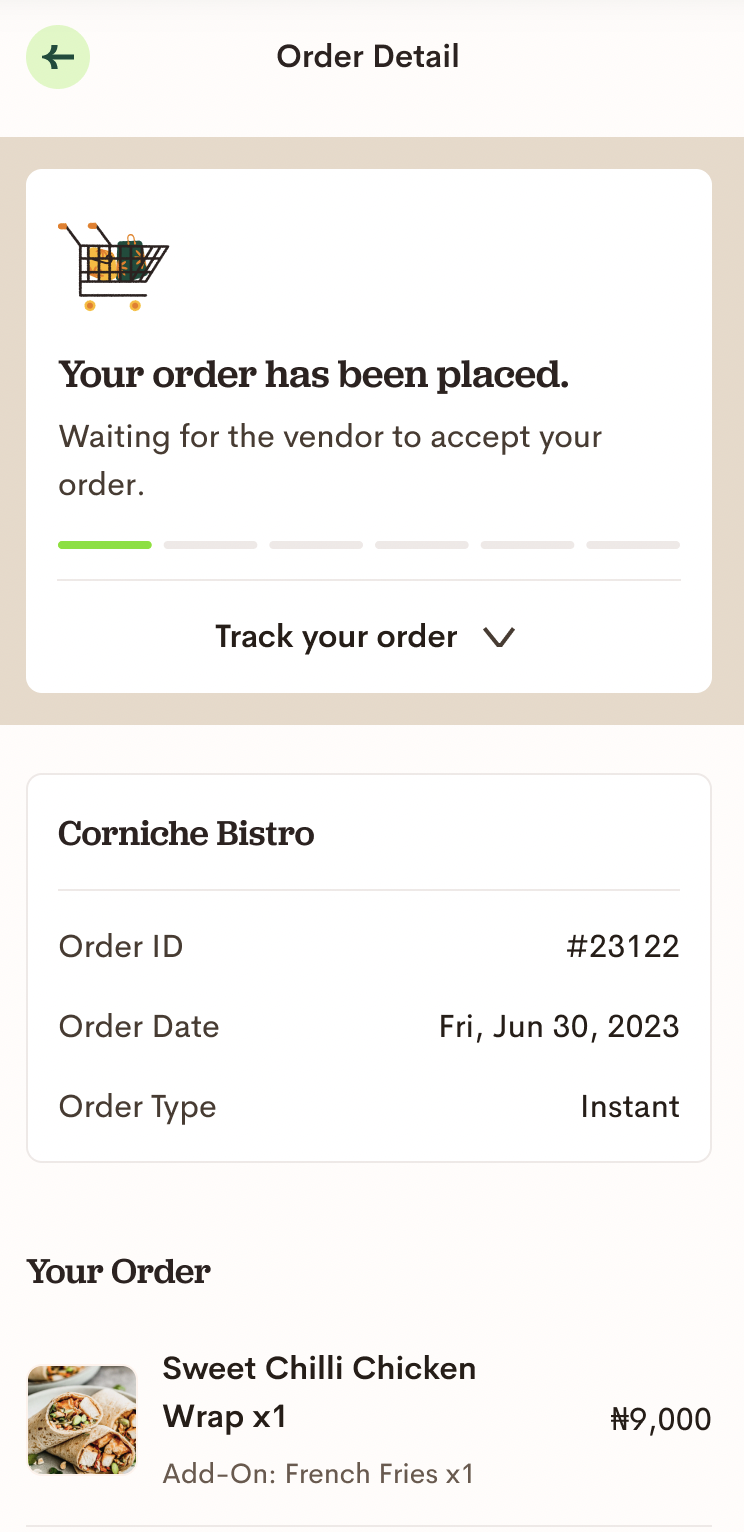 Order Detail
Your order has been placed.
Waiting for the vendor to accept your
order.
Track your order
Corniche Bistro
Order ID #23122
Order Date Fri, Jun 30, 2023
Order Type Instant
Your Order
Sweet Chilli Chicken
Wrap x1
₦9,000
Add-On: French Fries x1